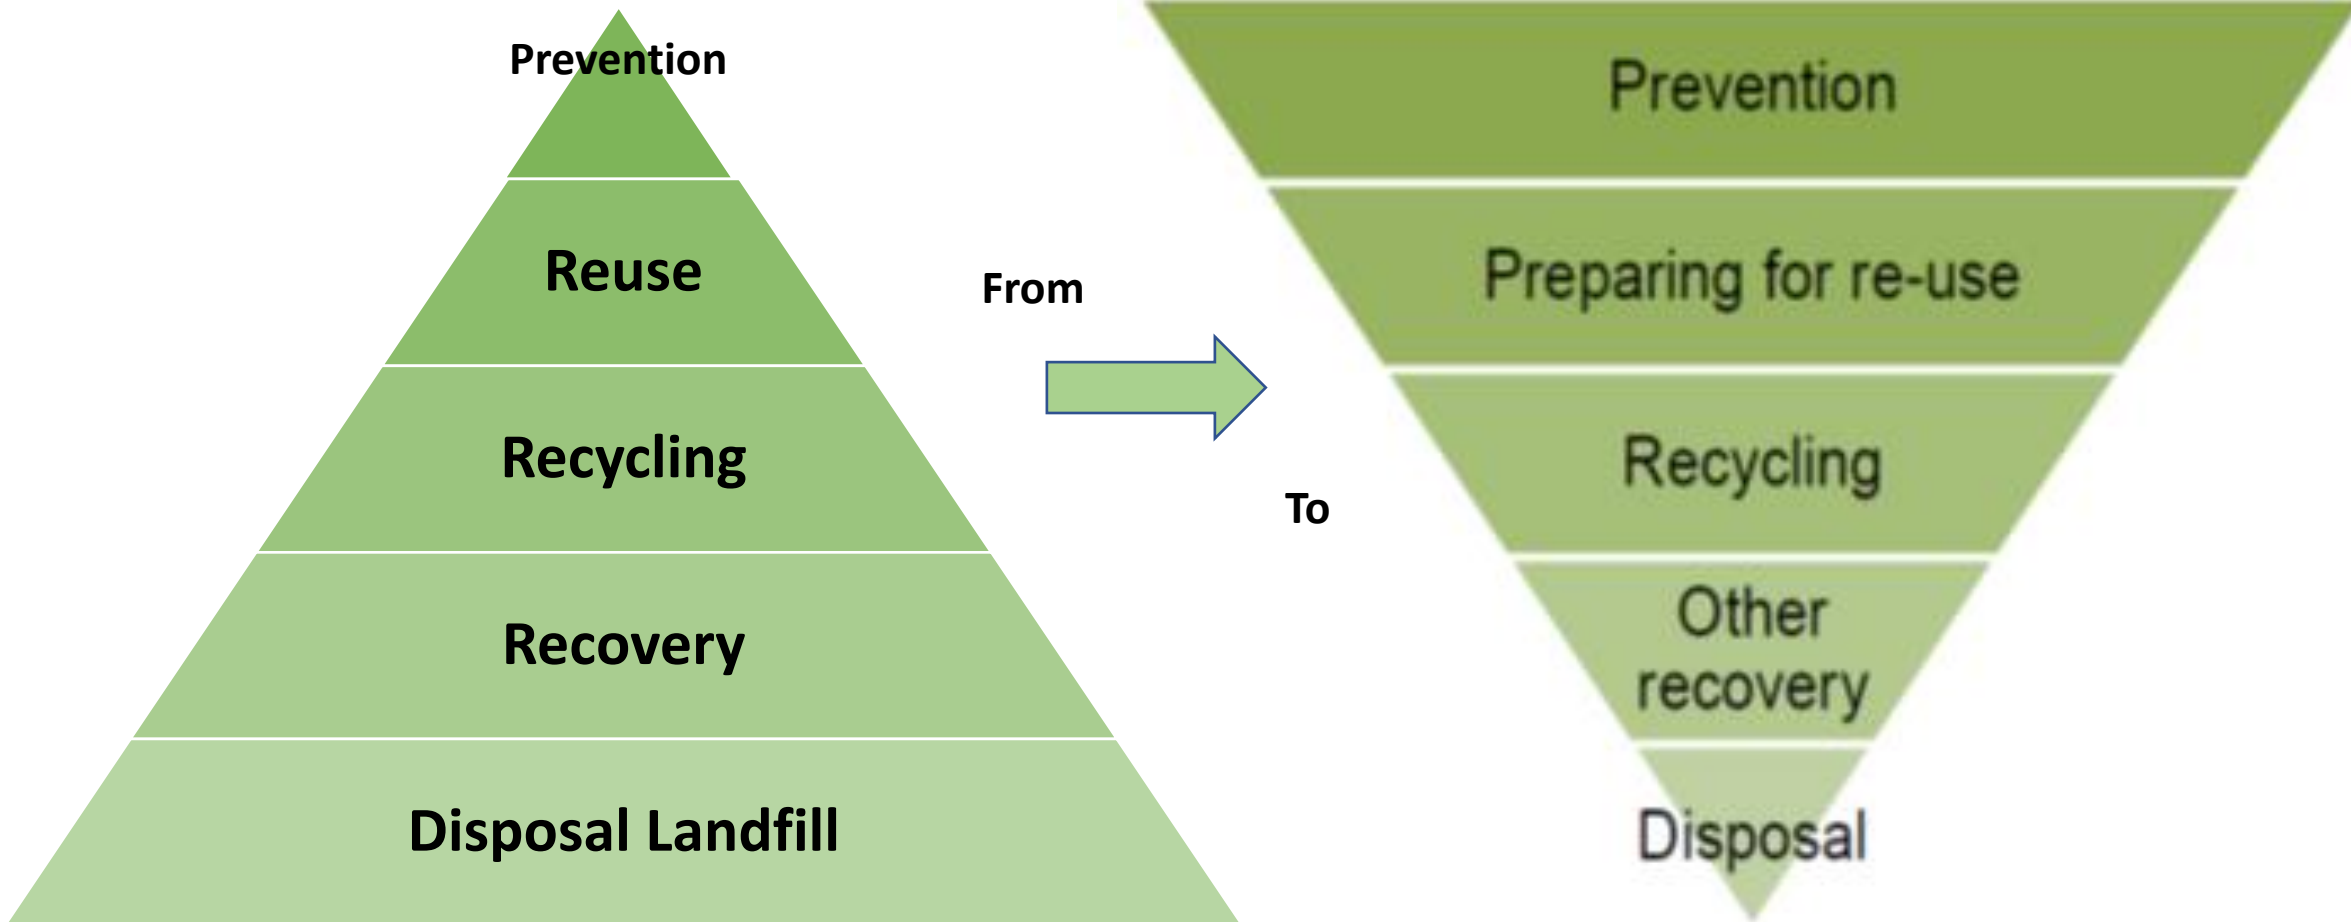 Prevention
Reuse
Recycling
Recovery
Disposal Landfill
From
To
Prevention
Preparing for re-use
Recycling
Other
recovery
Disposal